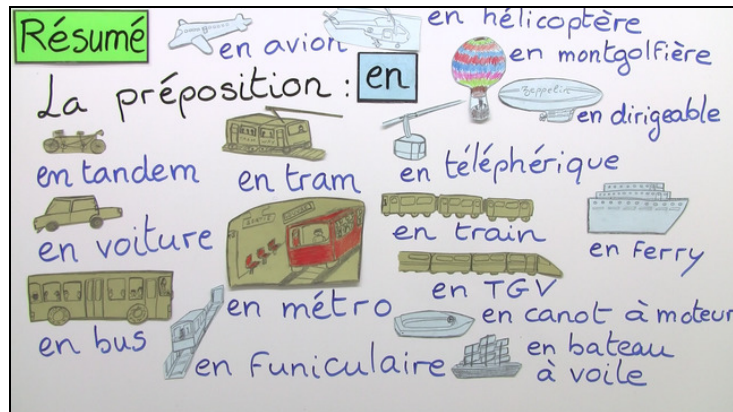 Résumé
en avion
en hélicoptère
en montgolfière
La préposition : en
Zeppelin
en dirigeable
en tandem
en tram
en téléphérique
en voiture
en train
en ferry
en métro
en TGV
en bus
en funiculaire
en canot à moteur
en bateau
à voile